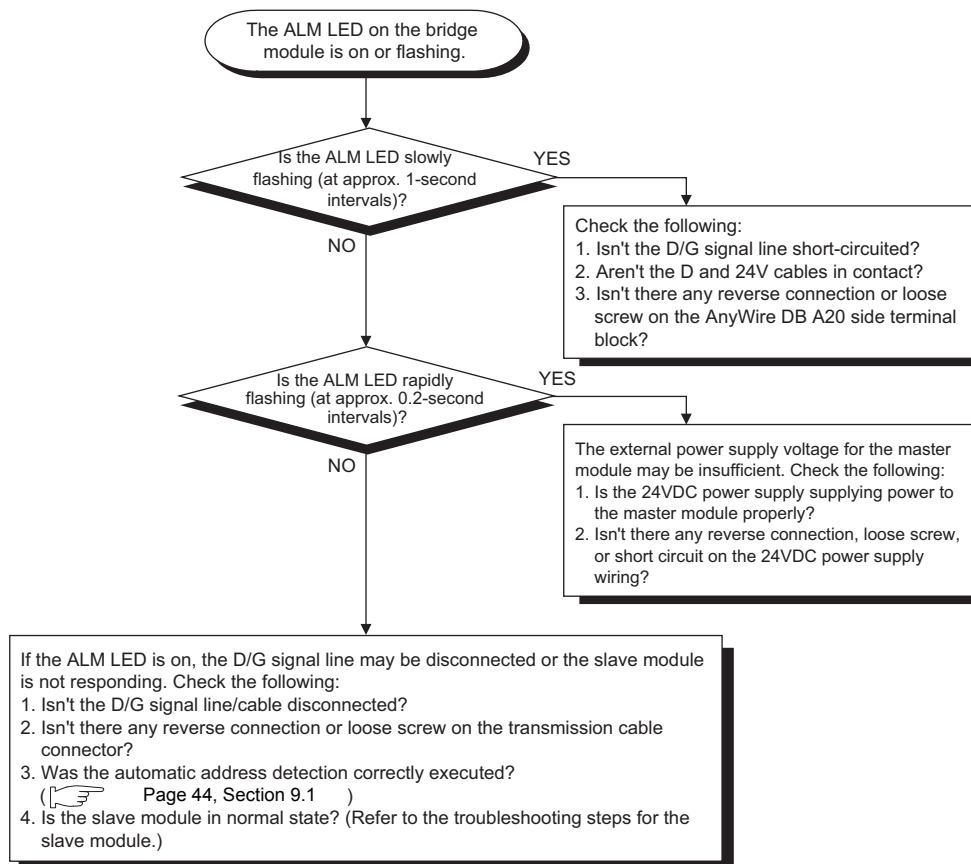 The ALM LED on the bridge
module is on or flashing.
Is the ALM LED slowly
flashing (at approx. 1-second
intervals)?
YES
NO
Check the following:
1. Isn't the D/G signal line short-circuited?
2. Aren't the D and 24V cables in contact?
3. Isn't there any reverse connection or loose
screw on the AnyWire DB A20 side terminal
block?
Is the ALM LED rapidly
flashing (at approx. 0.2-second
intervals)?
YES
NO
The external power supply voltage for the master
module may be insufficient. Check the following:
1. Is the 24VDC power supply supplying power to
the master module properly?
2. Isn't there any reverse connection, loose screw,
or short circuit on the 24VDC power supply
wiring?
If the ALM LED is on, the D/G signal line may be disconnected or the slave module
is not responding. Check the following:
1. Isn't the D/G signal line/cable disconnected?
2. Isn't there any reverse connection or loose screw on the transmission cable
connector?
3. Was the automatic address detection correctly executed?
( Page 44, Section 9.1 )
4. Is the slave module in normal state? (Refer to the troubleshooting steps for the
slave module.)